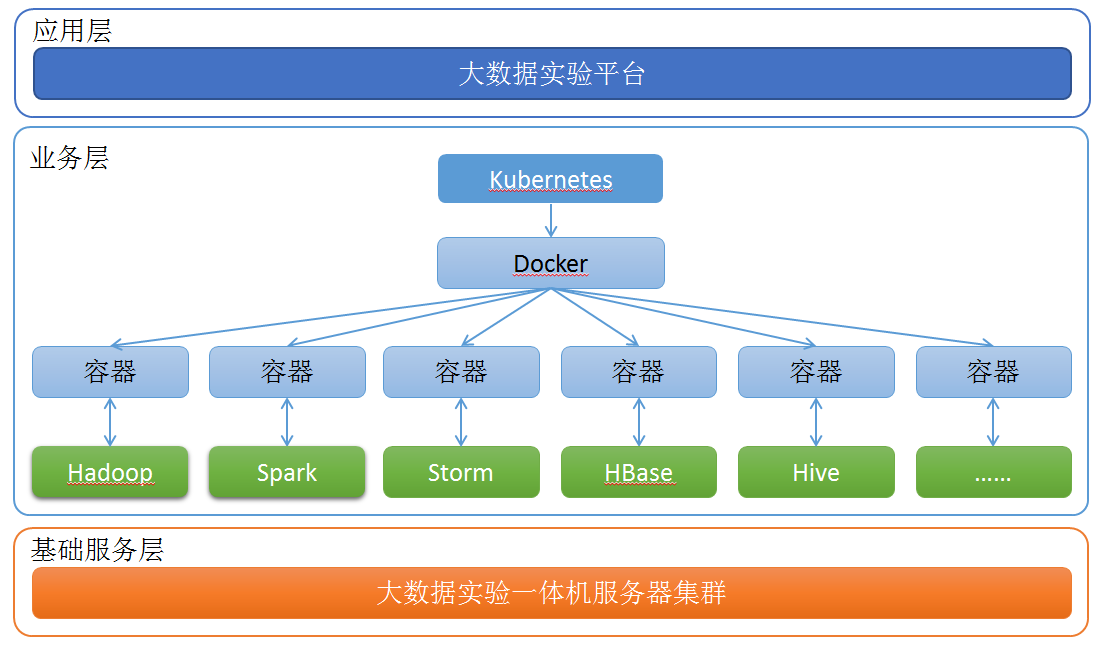 应用层
大数据实验平台
业务层
Kubernetes
Docker
容器 容器 容器 容器 容器 容器
Hadoop Spark Storm HBase Hive ……
基础服务层
大数据实验一体机服务器集群